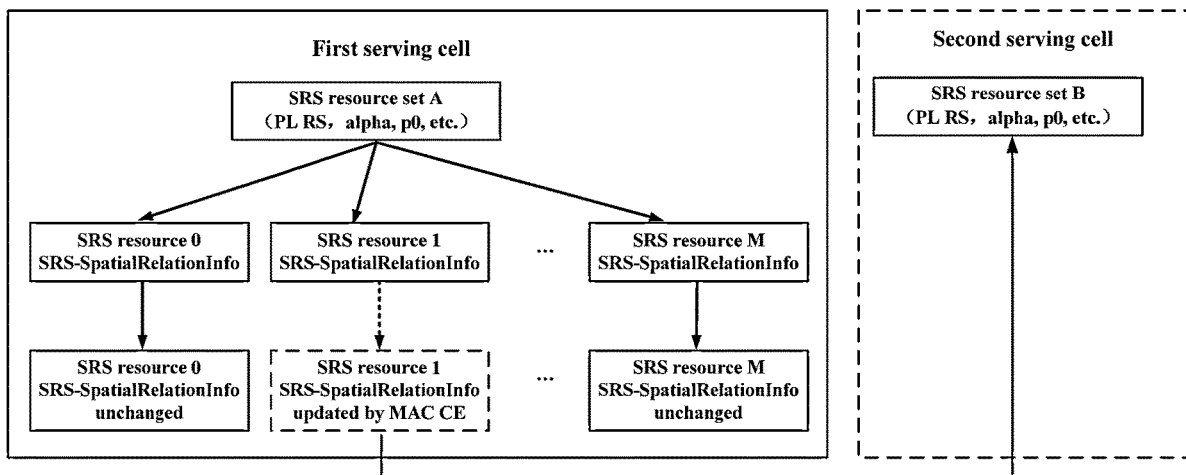 First serving cell
Second serving cell
SRS resource set A
（PL RS，alpha, p0, etc.）
SRS resource set B
（PL RS，alpha, p0, etc.）
SRS resource 0
SRS-SpatialRelationInfo
SRS resource 1
SRS-SpatialRelationInfo
...
SRS resource M
SRS-SpatialRelationInfo
SRS resource 0
SRS-SpatialRelationInfo
unchanged
SRS resource 1
SRS-SpatialRelationInfo
updated by MAC CE
...
SRS resource M
SRS-SpatialRelationInfo
unchanged